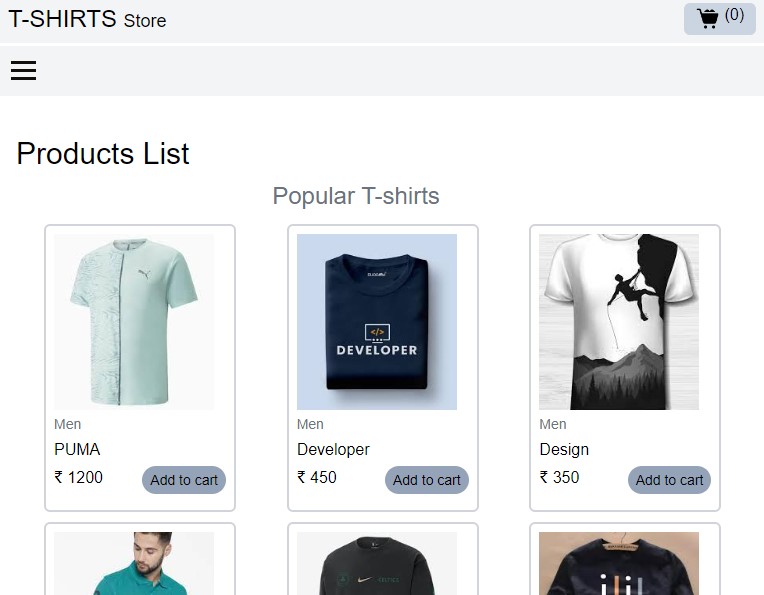 T-SHIRTS Store
(0)
Products List
Popular T-shirts
</>
DEVELOPER
Men
PUMA
₹ 1200
Add to cart
Men
Developer
₹ 450
Add to cart
Men
Design
₹ 350
Add to cart